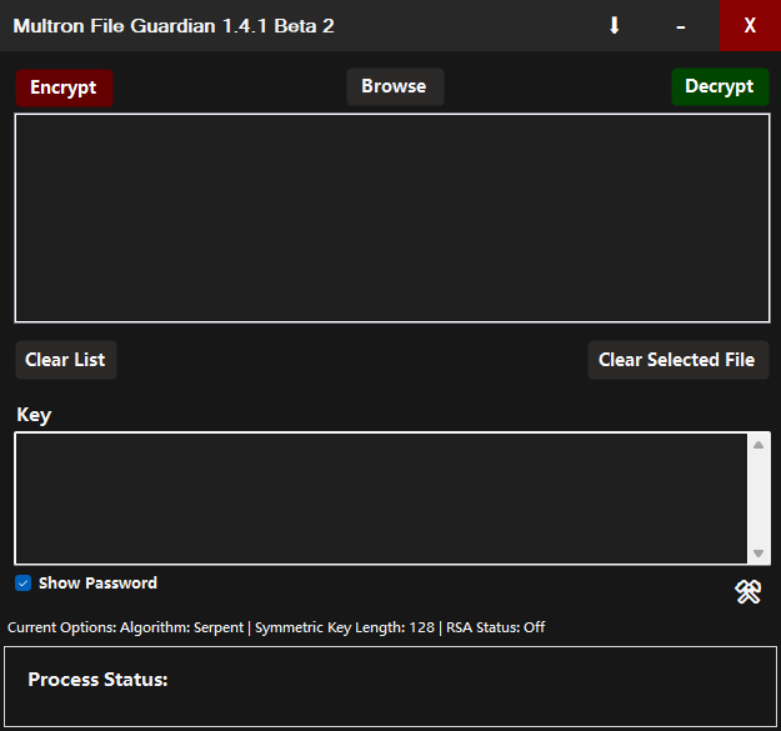 Multron File Guardian 1.4.1 Beta 2
⬇ - X
Encrypt Browse Decrypt
Clear List Clear Selected File
Key
Show Password
Current Options: Algorithm: Serpent | Symmetric Key Length: 128 | RSA Status: Off
Process Status: